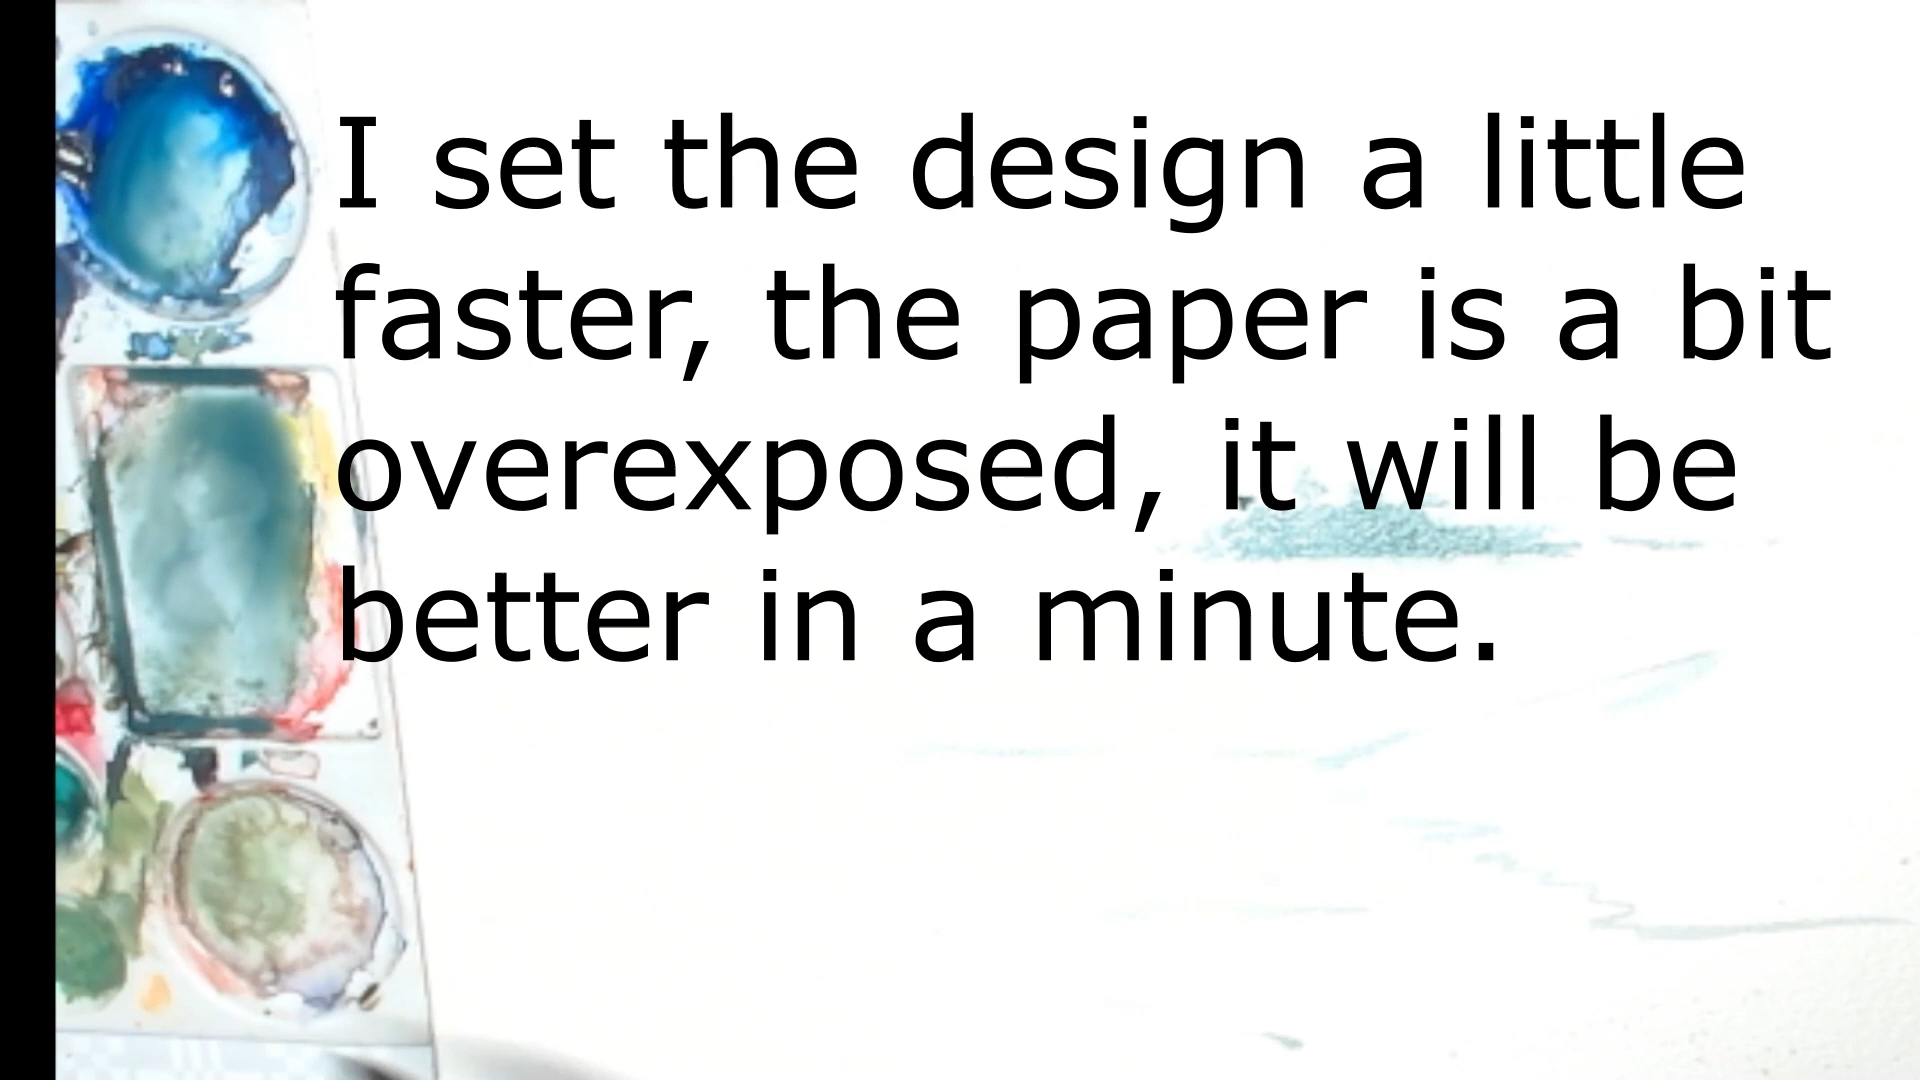 I set the design a little
faster, the paper is a bit
overexposed, it will be
better in a minute.